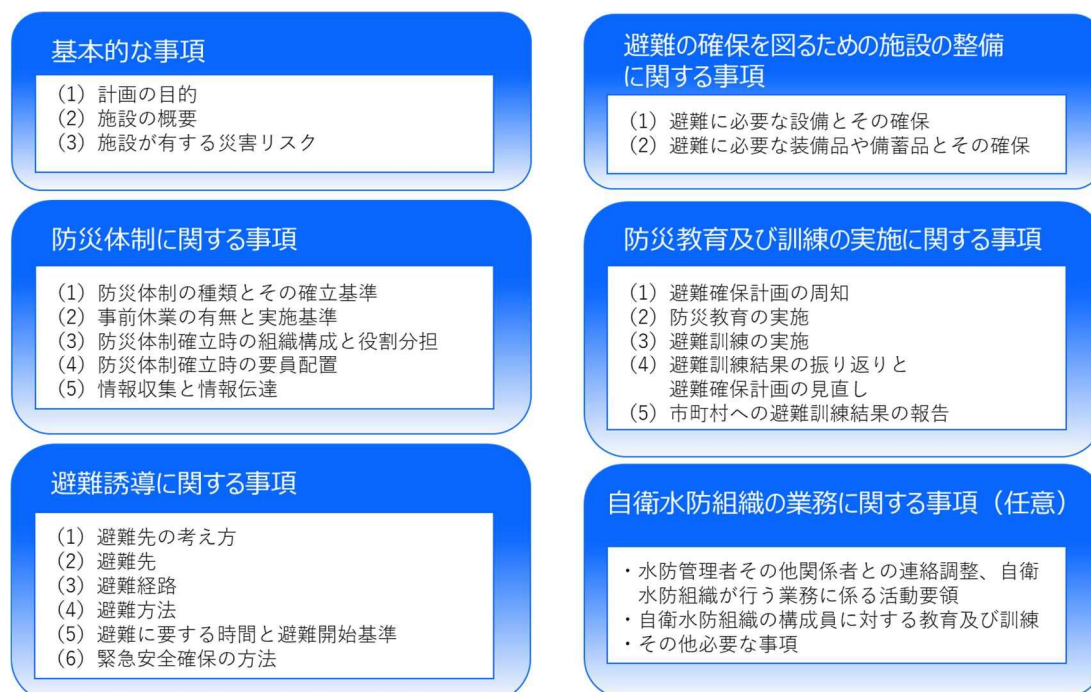 基本的な事項
(1) 計画の目的
(2) 施設の概要
(3) 施設が有する災害リスク
防災体制に関する事項
(1) 防災体制の種類とその確立基準
(2) 事前休業の有無と実施基準
(3) 防災体制確立時の組織構成と役割分担
(4) 防災体制確立時の要員配置
(5) 情報収集と情報伝達
避難誘導に関する事項
(1) 避難先の考え方
(2) 避難先
(3) 避難経路
(4) 避難方法
(5) 避難に要する時間と避難開始基準
(6) 緊急安全確保の方法
避難の確保を図るための施設の整備
に関する事項
(1) 避難に必要な設備とその確保
(2) 避難に必要な装備品や備蓄品とその確保
防災教育及び訓練の実施に関する事項
(1) 避難確保計画の周知
(2) 防災教育の実施
(3) 避難訓練の実施
(4) 避難訓練結果の振り返りと
避難確保計画の見直し
(5) 市町村への避難訓練結果の報告
自衛水防組織の業務に関する事項（任意）
・水防管理者その他関係者との連絡調整、自衛
水防組織が行う業務に係る活動要領
・自衛水防組織の構成員に対する教育及び訓練
・その他必要な事項